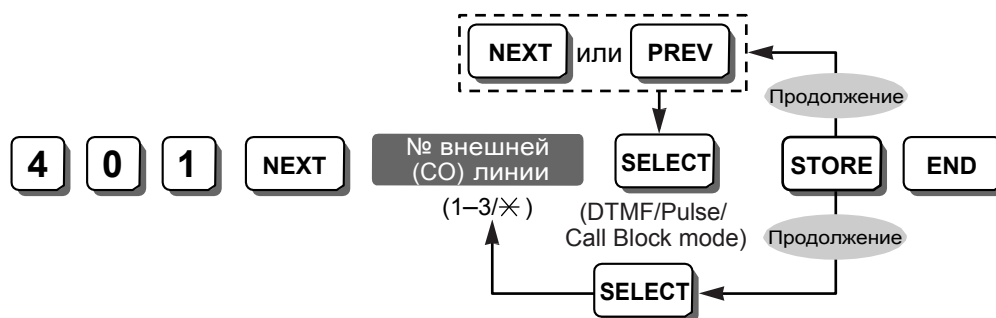 NEXT или PREV
Продолжение
4 0 1 NEXT № внешней (CO) линии SELECT STORE END
(1–3/✳)
(DTMF/Pulse/
Call Block mode)
Продолжение
SELECT